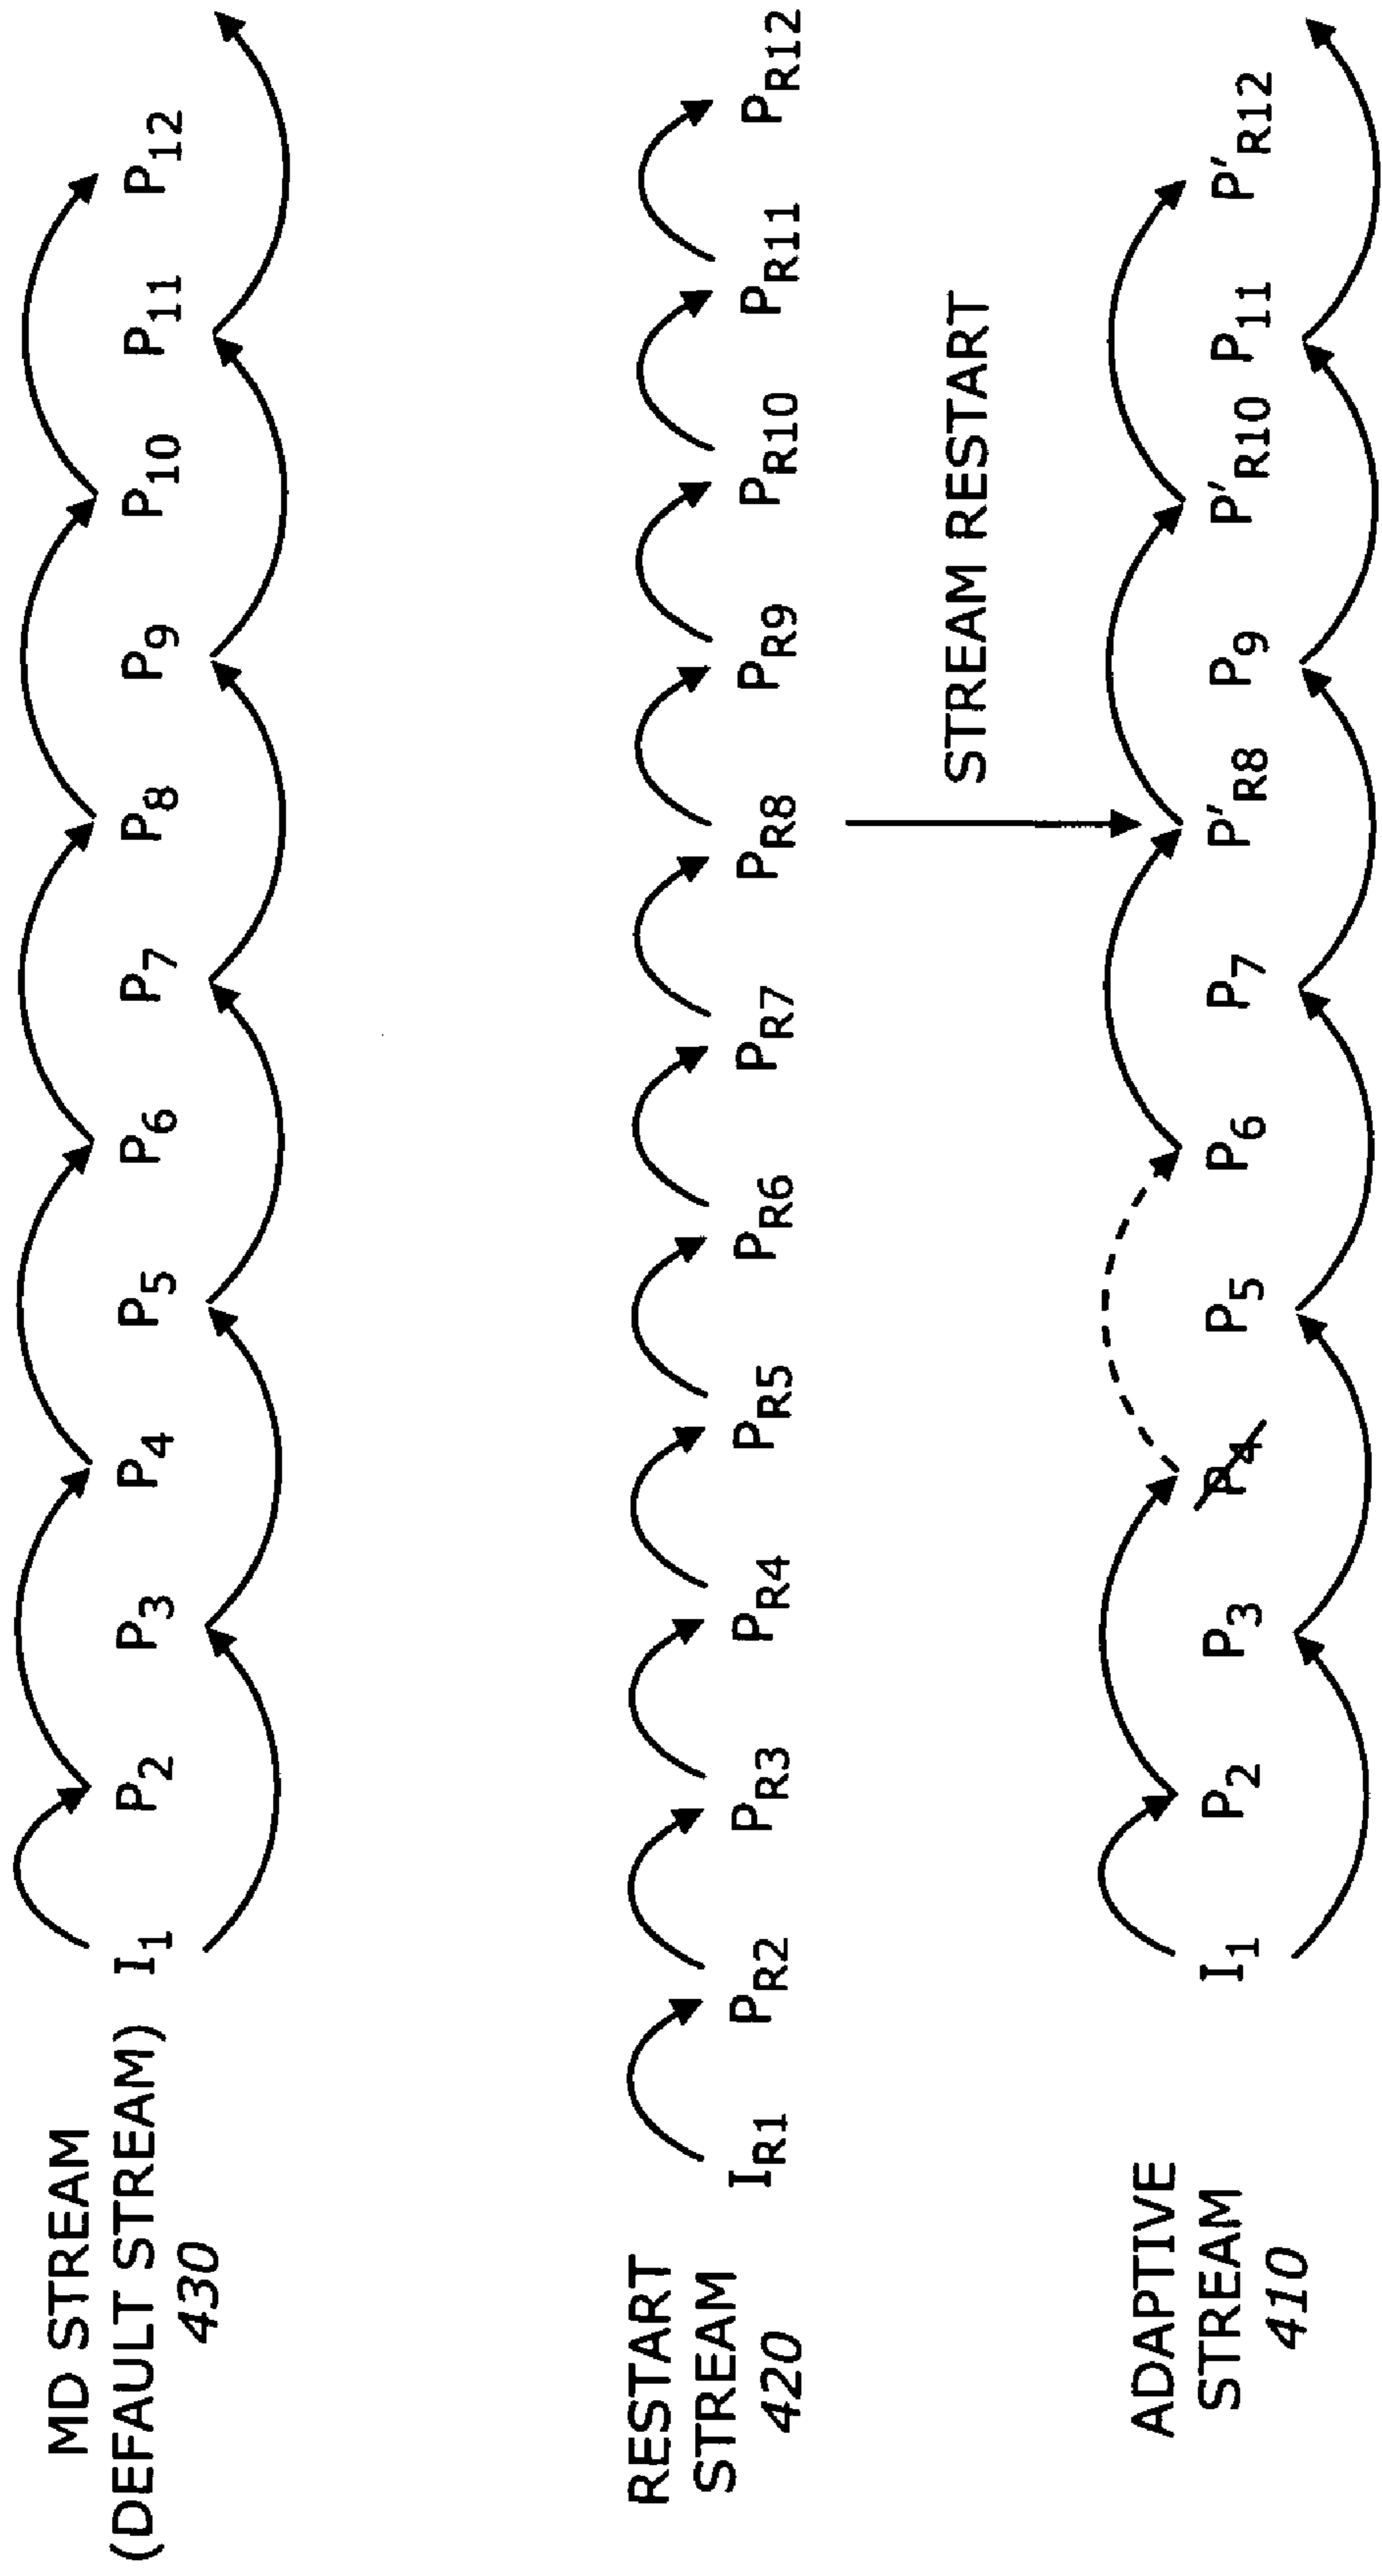 MD STREAM
(DEFAULT STREAM)
430
I1 P2 P3 P4 P5 P6 P7 P8 P9 P10 P11 P12
RESTART
STREAM
420
IR1 PR2 PR3 PR4 PR5 PR6 PR7 PR8 PR9 PR10 PR11 PR12
STREAM RESTART
ADAPTIVE
STREAM
410
I1 P2 P3 P4 P5 P6 P7 P'R8 P9 P'R10 P11 P'R12